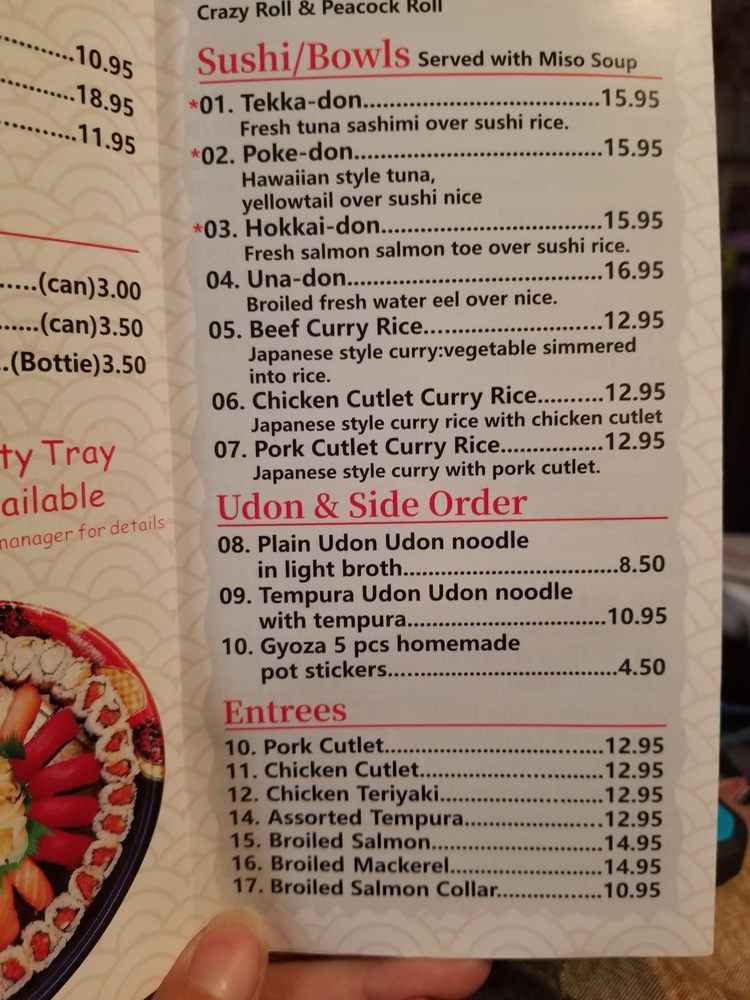 10.95
18.95
11.95
(can)3.00
(can)3.50
(Bottie)3.50
ty Tray
ailable
manager for details
Crazy Roll & Peacock Roll
Sushi/Bowls Served with Miso Soup
*01. Tekka-don....................................15.95
Fresh tuna sashimi over sushi rice.
*02. Poke-don......................................15.95
Hawaiian style tuna,
yellowtail over sushi nice
*03. Hokkai-don..................................15.95
Fresh salmon salmon toe over sushi rice.
04. Una-don.......................................16.95
Broiled fresh water eel over nice.
05. Beef Curry Rice...........................12.95
Japanese style curry:vegetable simmered
into rice.
06. Chicken Cutlet Curry Rice..........12.95
Japanese style curry rice with chicken cutlet
07. Pork Cutlet Curry Rice................12.95
Japanese style curry with pork cutlet.
Udon & Side Order
08. Plain Udon Udon noodle
in light broth.................................8.50
09. Tempura Udon Udon noodle
with tempura...............................10.95
10. Gyoza 5 pcs homemade
pot stickers...................................4.50
Entrees
10. Pork Cutlet..................................12.95
11. Chicken Cutlet............................12.95
12. Chicken Teriyaki.........................12.95
14. Assorted Tempura.....................12.95
15. Broiled Salmon..........................14.95
16. Broiled Mackerel.......................14.95
17. Broiled Salmon Collar................10.95